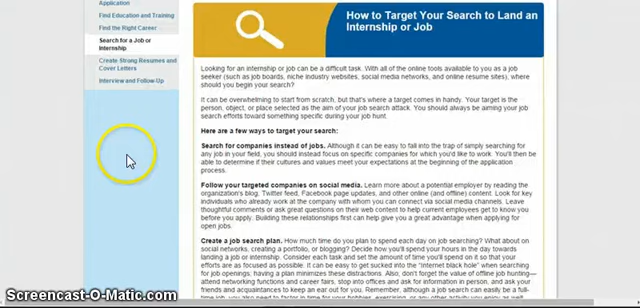 Application
Find Education and Training
Find the Right Career
Search for a Job or
Internship
Create Strong Resumes and
Cover Letters
Interview and Follow-Up
How to Target Your Search to Land an
Internship or Job
Looking for an internship or job can be a difficult task. With all of the online tools available to you as a job
seeker (such as job boards, niche industry websites, social media networks, and online resume sites), where
should you begin your search?
It can be overwhelming to start from scratch, but that's where a target comes in handy. Your target is the
person, object, or place selected as the aim of your job search attack. You should always be aiming your
job search efforts toward something specific during your job hunt.
Here are a few ways to target your search:
Search for companies instead of jobs. Although it can be easy to fall into the trap of simply searching for
any job in your field, you should instead focus on specific companies for which you'd like to work. You'll then be
able to determine if their cultures and values meet your expectations at the beginning of the application
process.
Follow your targeted companies on social media. Learn more about a potential employer by reading the
organization's blog, Twitter feed, Facebook page updates, and other online (and offline) content. Look for key
individuals who already work at the company with whom you can connect via social media channels. Leave
thoughtful comments or ask great questions on their web content to help current employees get to know you
before you apply. Building these relationships first can help give you a great advantage when applying for
open jobs.
Create a job search plan. How much time do you plan to spend each day on job searching? What about on
social networks, creating a portfolio, or blogging? Decide how you'll spend your hours in the day towards
landing a job or internship. Consider each task and set the amount of time you'll spend on it so that your
efforts are as focused as possible. It can be easy to get sucked into the "Internet black hole" when searching
for job openings; having a plan minimizes these distractions. Also, don't forget the value of offline job hunting—
attend networking functions and career fairs, stop into offices and ask for information in person, and ask your
friends and acquaintances to keep an ear out for you. Remember, although a job search can easily be a full-
time job, you also need to factor in time for your hobbies, exercising, or any other activity you enjoy as well
Screencast-O-Matic.com